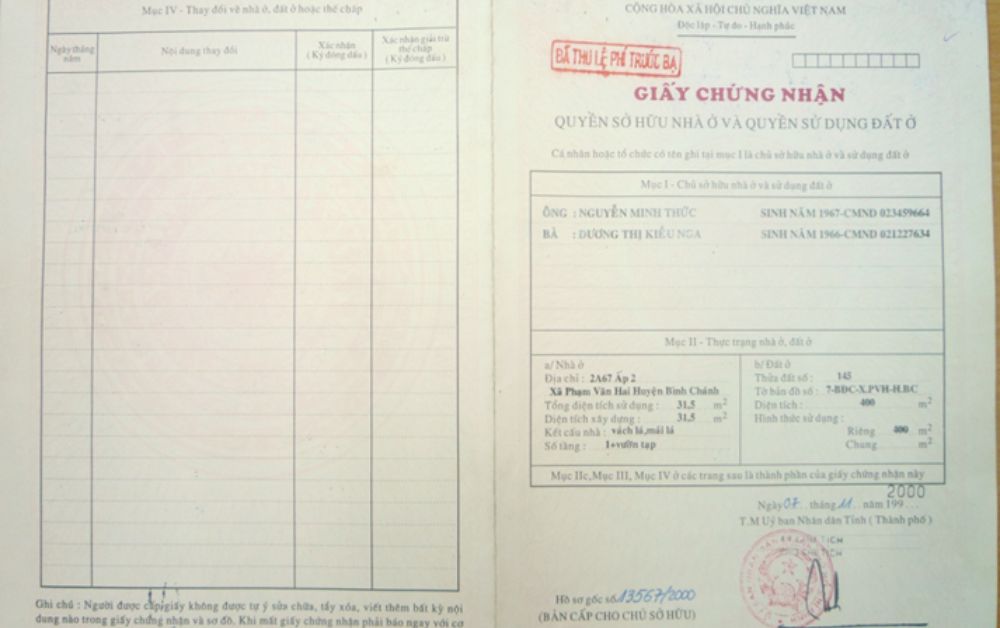 Mục IV - Thay đổi về nhà ở, đất ở hoặc thế chấp
Ngày tháng năm
Nội dung thay đổi
Xác nhận
( Ký đóng dấu )
Xác nhận giải trừ thế chấp
( Ký đóng dấu )
Ghi chú : Người được cấp giấy không được tự ý sửa chữa, tẩy xóa, viết thêm bất kỳ nội
dung nào trong giấy chứng nhận và sơ đồ. Khi mất giấy chứng nhận phải báo ngay với cơ
CỘNG HÒA XÃ HỘI CHỦ NGHĨA VIỆT NAM
Độc lập - Tự do - Hạnh phúc
ĐÃ THU LỆ PHÍ TRƯỚC BẠ
GIẤY CHỨNG NHẬN
QUYỀN SỞ HỮU NHÀ Ở VÀ QUYỀN SỬ DỤNG ĐẤT Ở
Cá nhân hoặc tổ chức có tên ghi tại mục I là chủ sở hữu nhà ở và sử dụng đất ở
Mục I - Chủ sở hữu nhà ở và sử dụng đất ở
ÔNG : NGUYỄN MINH THỨC SINH NĂM 1967-CMND 023459664
BÀ : DƯƠNG THỊ KIỀU NGA SINH NĂM 1966-CMND 021227634
Mục II - Thực trạng nhà ở, đất ở
a/ Nhà ở
Địa chỉ : 2A67 Ấp 2
Xã Phạm Văn Hai Huyện Bình Chánh
Tổng diện tích sử dụng : 31,5 m2
Diện tích xây dựng : 31,5 m2
Kết cấu nhà : vách lá,mái lá
Số tầng : 1+vườn tạp
b/ Đất ở
Thửa đất số : 145
Tờ bản đồ số : 7-BĐC-X.PVH-H.BC
Diện tích : 400 m2
Hình thức sử dụng :
Riêng 400 m2
Chung m2
Mục IIc,Mục III, Mục IV ở các trang sau là thành phần của giấy chứng nhận này
2000
Ngày 07 tháng 11 năm 199...
T.M Uỷ ban Nhân dân Tỉnh ( Thành phố )
Hồ sơ gốc số 13567/2000
(BẢN CẤP CHO CHỦ SỞ HỮU)